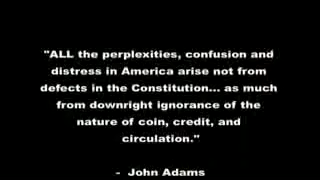 "ALL the perplexities, confusion and
distress in America arise not from
defects in the Constitution... as much
from downright ignorance of the
nature of coin, credit, and
circulation."
- John Adams